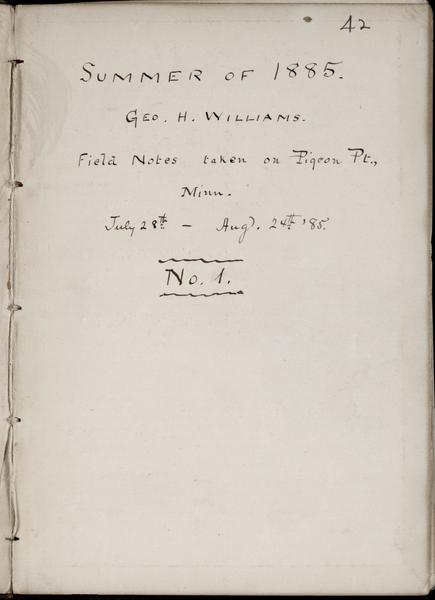 42
SUMMER OF 1885.
GEO. H. WILLIAMS.
Field Notes taken on Pigeon Pt.,
Minn.
July 28th. – Aug. 24th. '85.
No. 1.